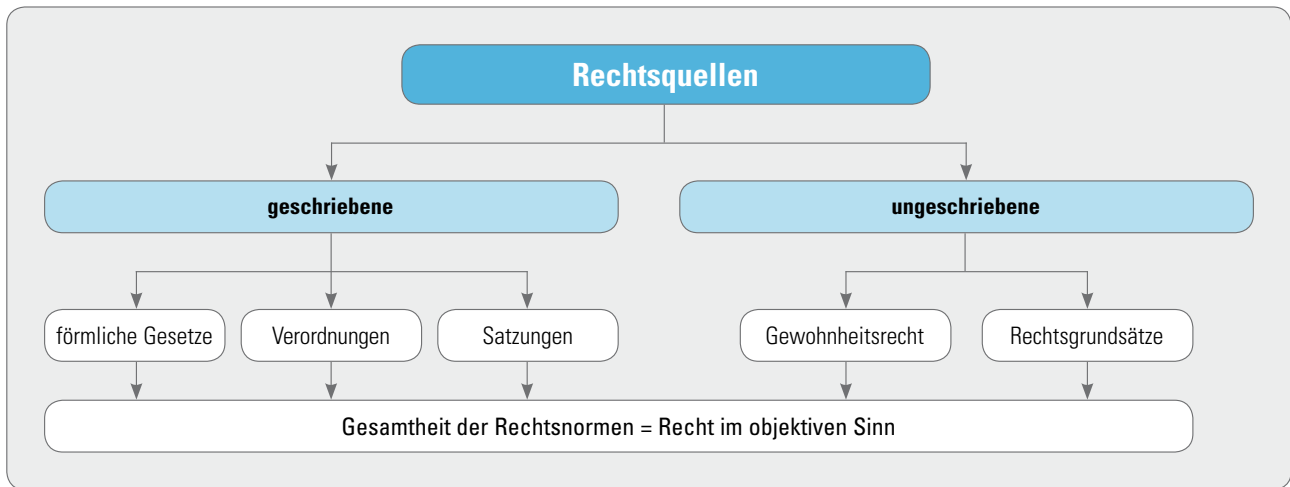 Rechtsquellen
geschriebene
ungeschriebene
förmliche Gesetze
Verordnungen
Satzungen
Gewohnheitsrecht
Rechtsgrundsätze
Gesamtheit der Rechtsnormen = Recht im objektiven Sinn